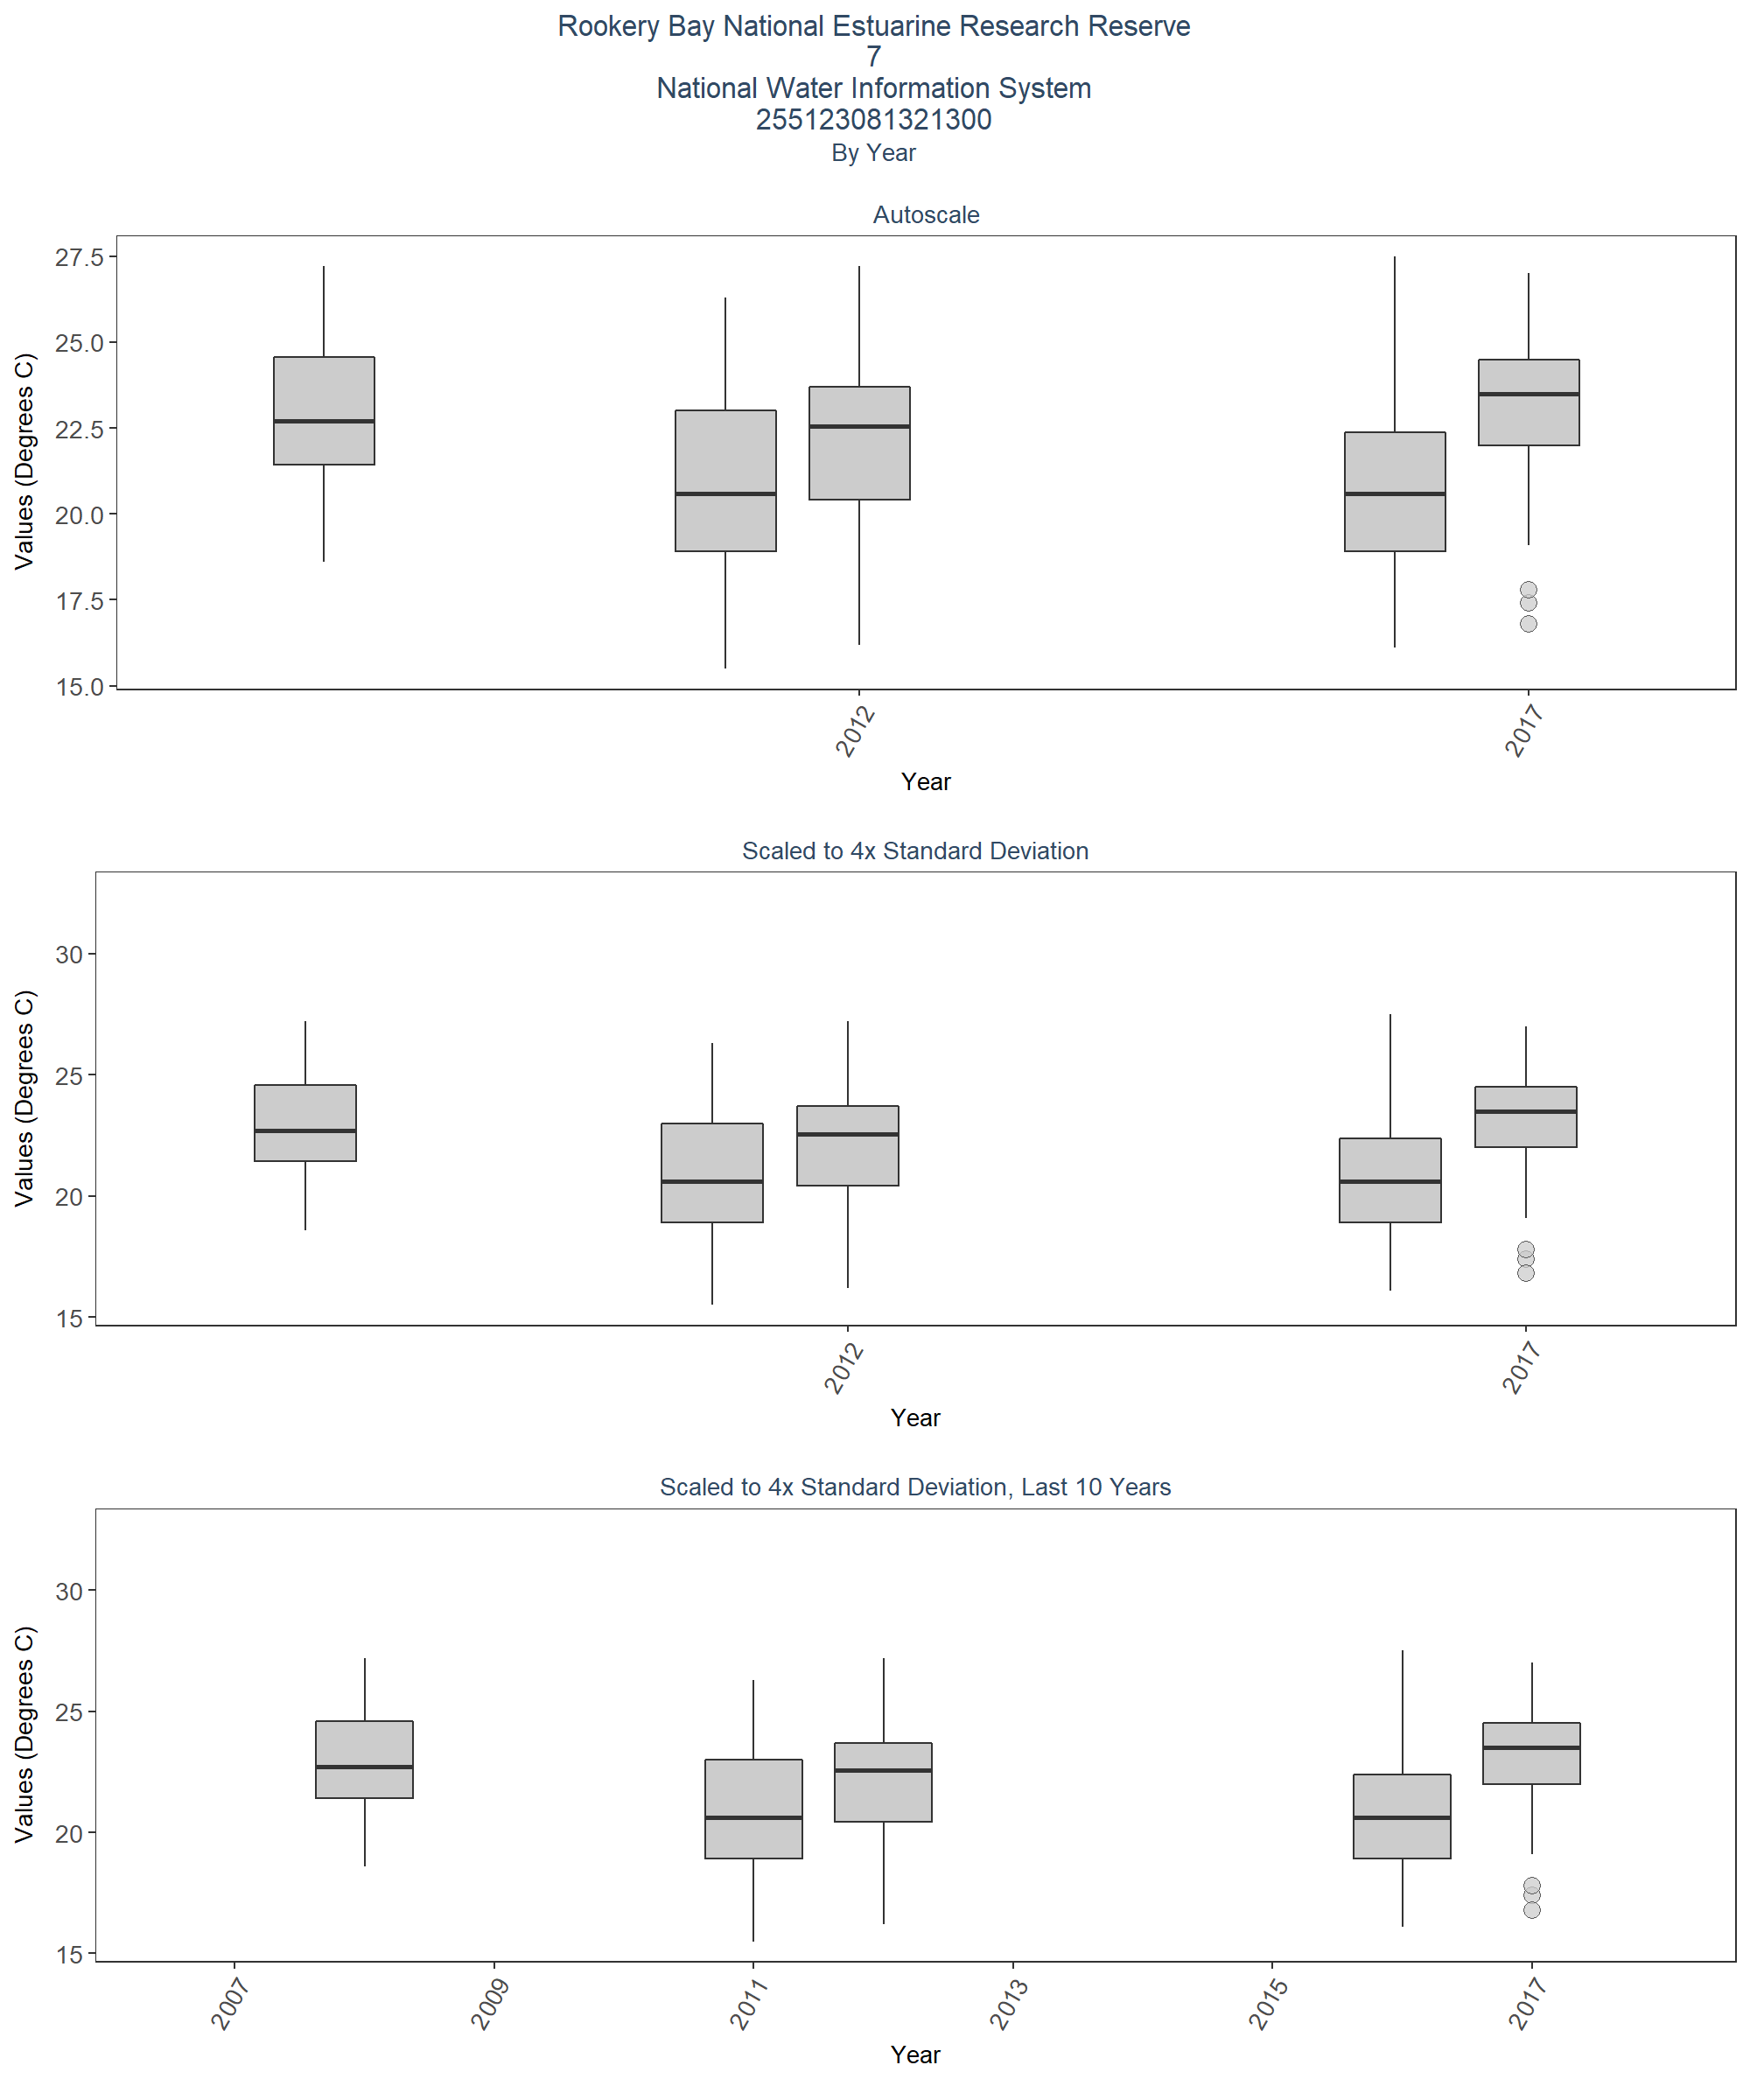 Rookery Bay National Estuarine Research Reserve
7
National Water Information System
255123081321300
By Year
Autoscale
Values (Degrees C)
27.5
25.0
22.5
20.0
17.5
15.0
2012
2017
Year
Scaled to 4x Standard Deviation
Values (Degrees C)
30
25
20
15
2012
2017
Year
Scaled to 4x Standard Deviation, Last 10 Years
Values (Degrees C)
30
25
20
15
2007
2009
2011
2013
2015
2017
Year